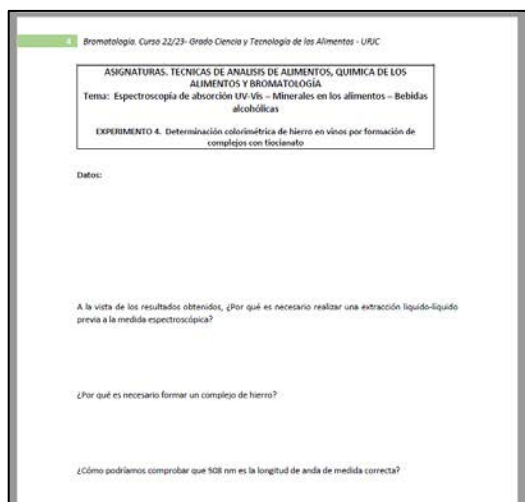 4 Bromatología. Curso 22/23- Grado Ciencia y Tecnología de los Alimentos - URJC
ASIGNATURAS. TECNICAS DE ANALISIS DE ALIMENTOS, QUIMICA DE LOS
ALIMENTOS Y BROMATOLOGÍA
Tema: Espectroscopía de absorción UV-Vis – Minerales en los alimentos – Bebidas
alcohólicas
EXPERIMENTO 4. Determinación colorimétrica de hierro en vinos por formación de
complejos con tiocianato
Datos:
A la vista de los resultados obtenidos, ¿Por qué es necesario realizar una extracción líquido-líquido
previa a la medida espectroscópica?
¿Por qué es necesario formar un complejo de hierro?
¿Cómo podríamos comprobar que 508 nm es la longitud de anda de medida correcta?